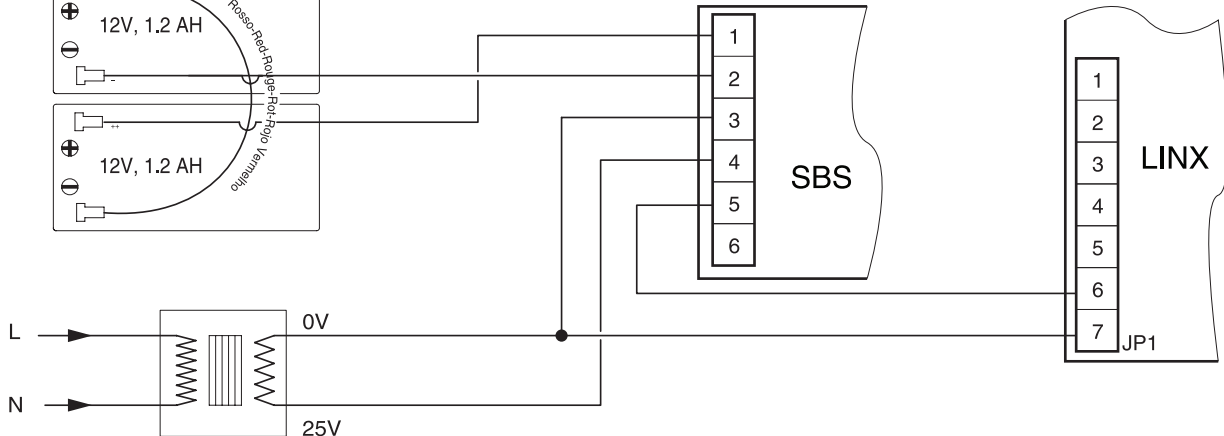 12V, 1.2 AH
-
Rosso-Red-Rouge-Rot-Rojo Vermelho
++
12V, 1.2 AH
1
2
3
4
5
6
SBS
1
2
3
4
5
6
7
LINX
JP1
L
N
0V
25V